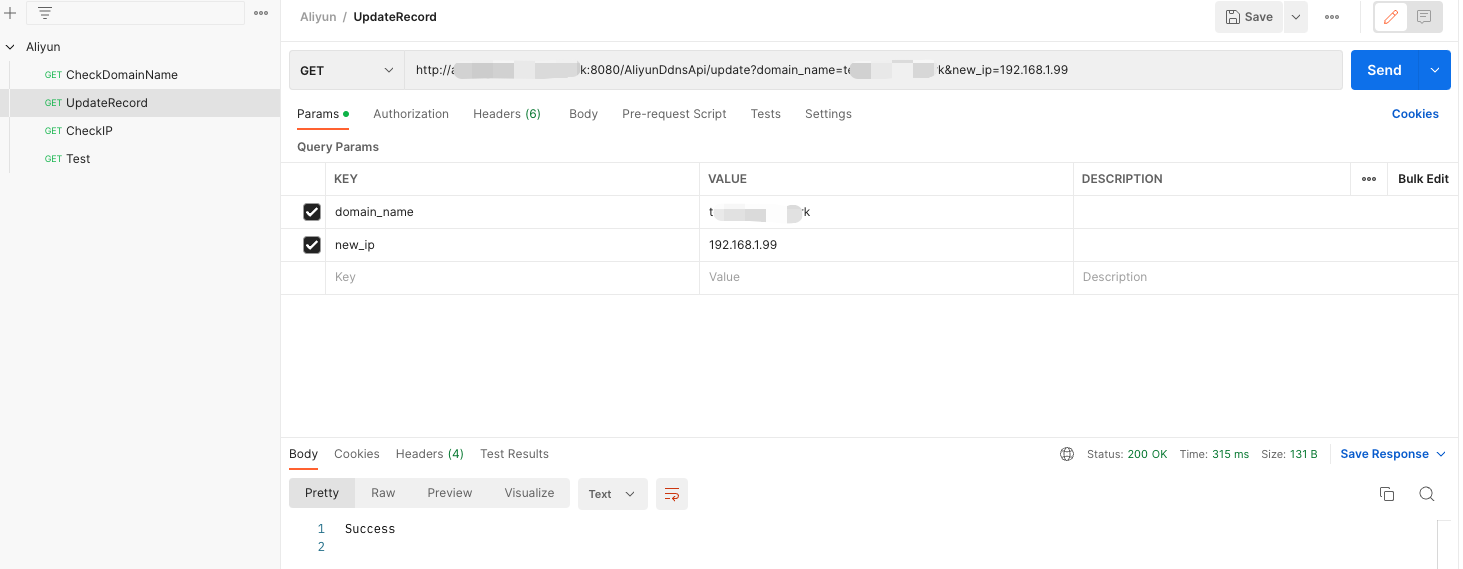 Aliyun / UpdateRecord
Save
Aliyun
GET CheckDomainName
GET UpdateRecord
GET CheckIP
GET Test
GET
http://a k:8080/AliyunDdnsApi/update?domain_name=te k&new_ip=192.168.1.99
Send
Params Authorization Headers (6) Body Pre-request Script Tests Settings Cookies
Query Params
KEY VALUE DESCRIPTION Bulk Edit
domain_name t rk
new_ip 192.168.1.99
Key Value Description
Body Cookies Headers (4) Test Results Status: 200 OK Time: 315 ms Size: 131 B Save Response
Pretty Raw Preview Visualize Text
1 Success
2